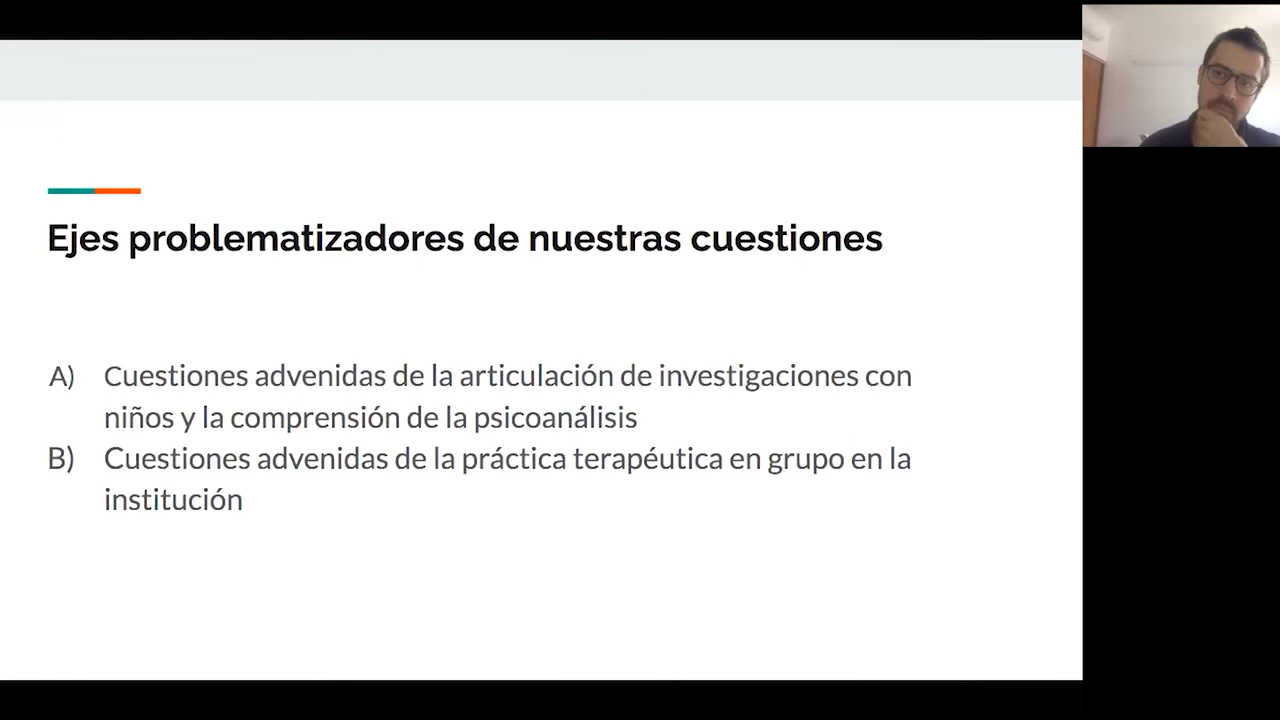 Ejes problematizadores de nuestras cuestiones
A) Cuestiones advenidas de la articulación de investigaciones con
niños y la comprensión de la psicoanálisis
B) Cuestiones advenidas de la práctica terapéutica en grupo en la
institución